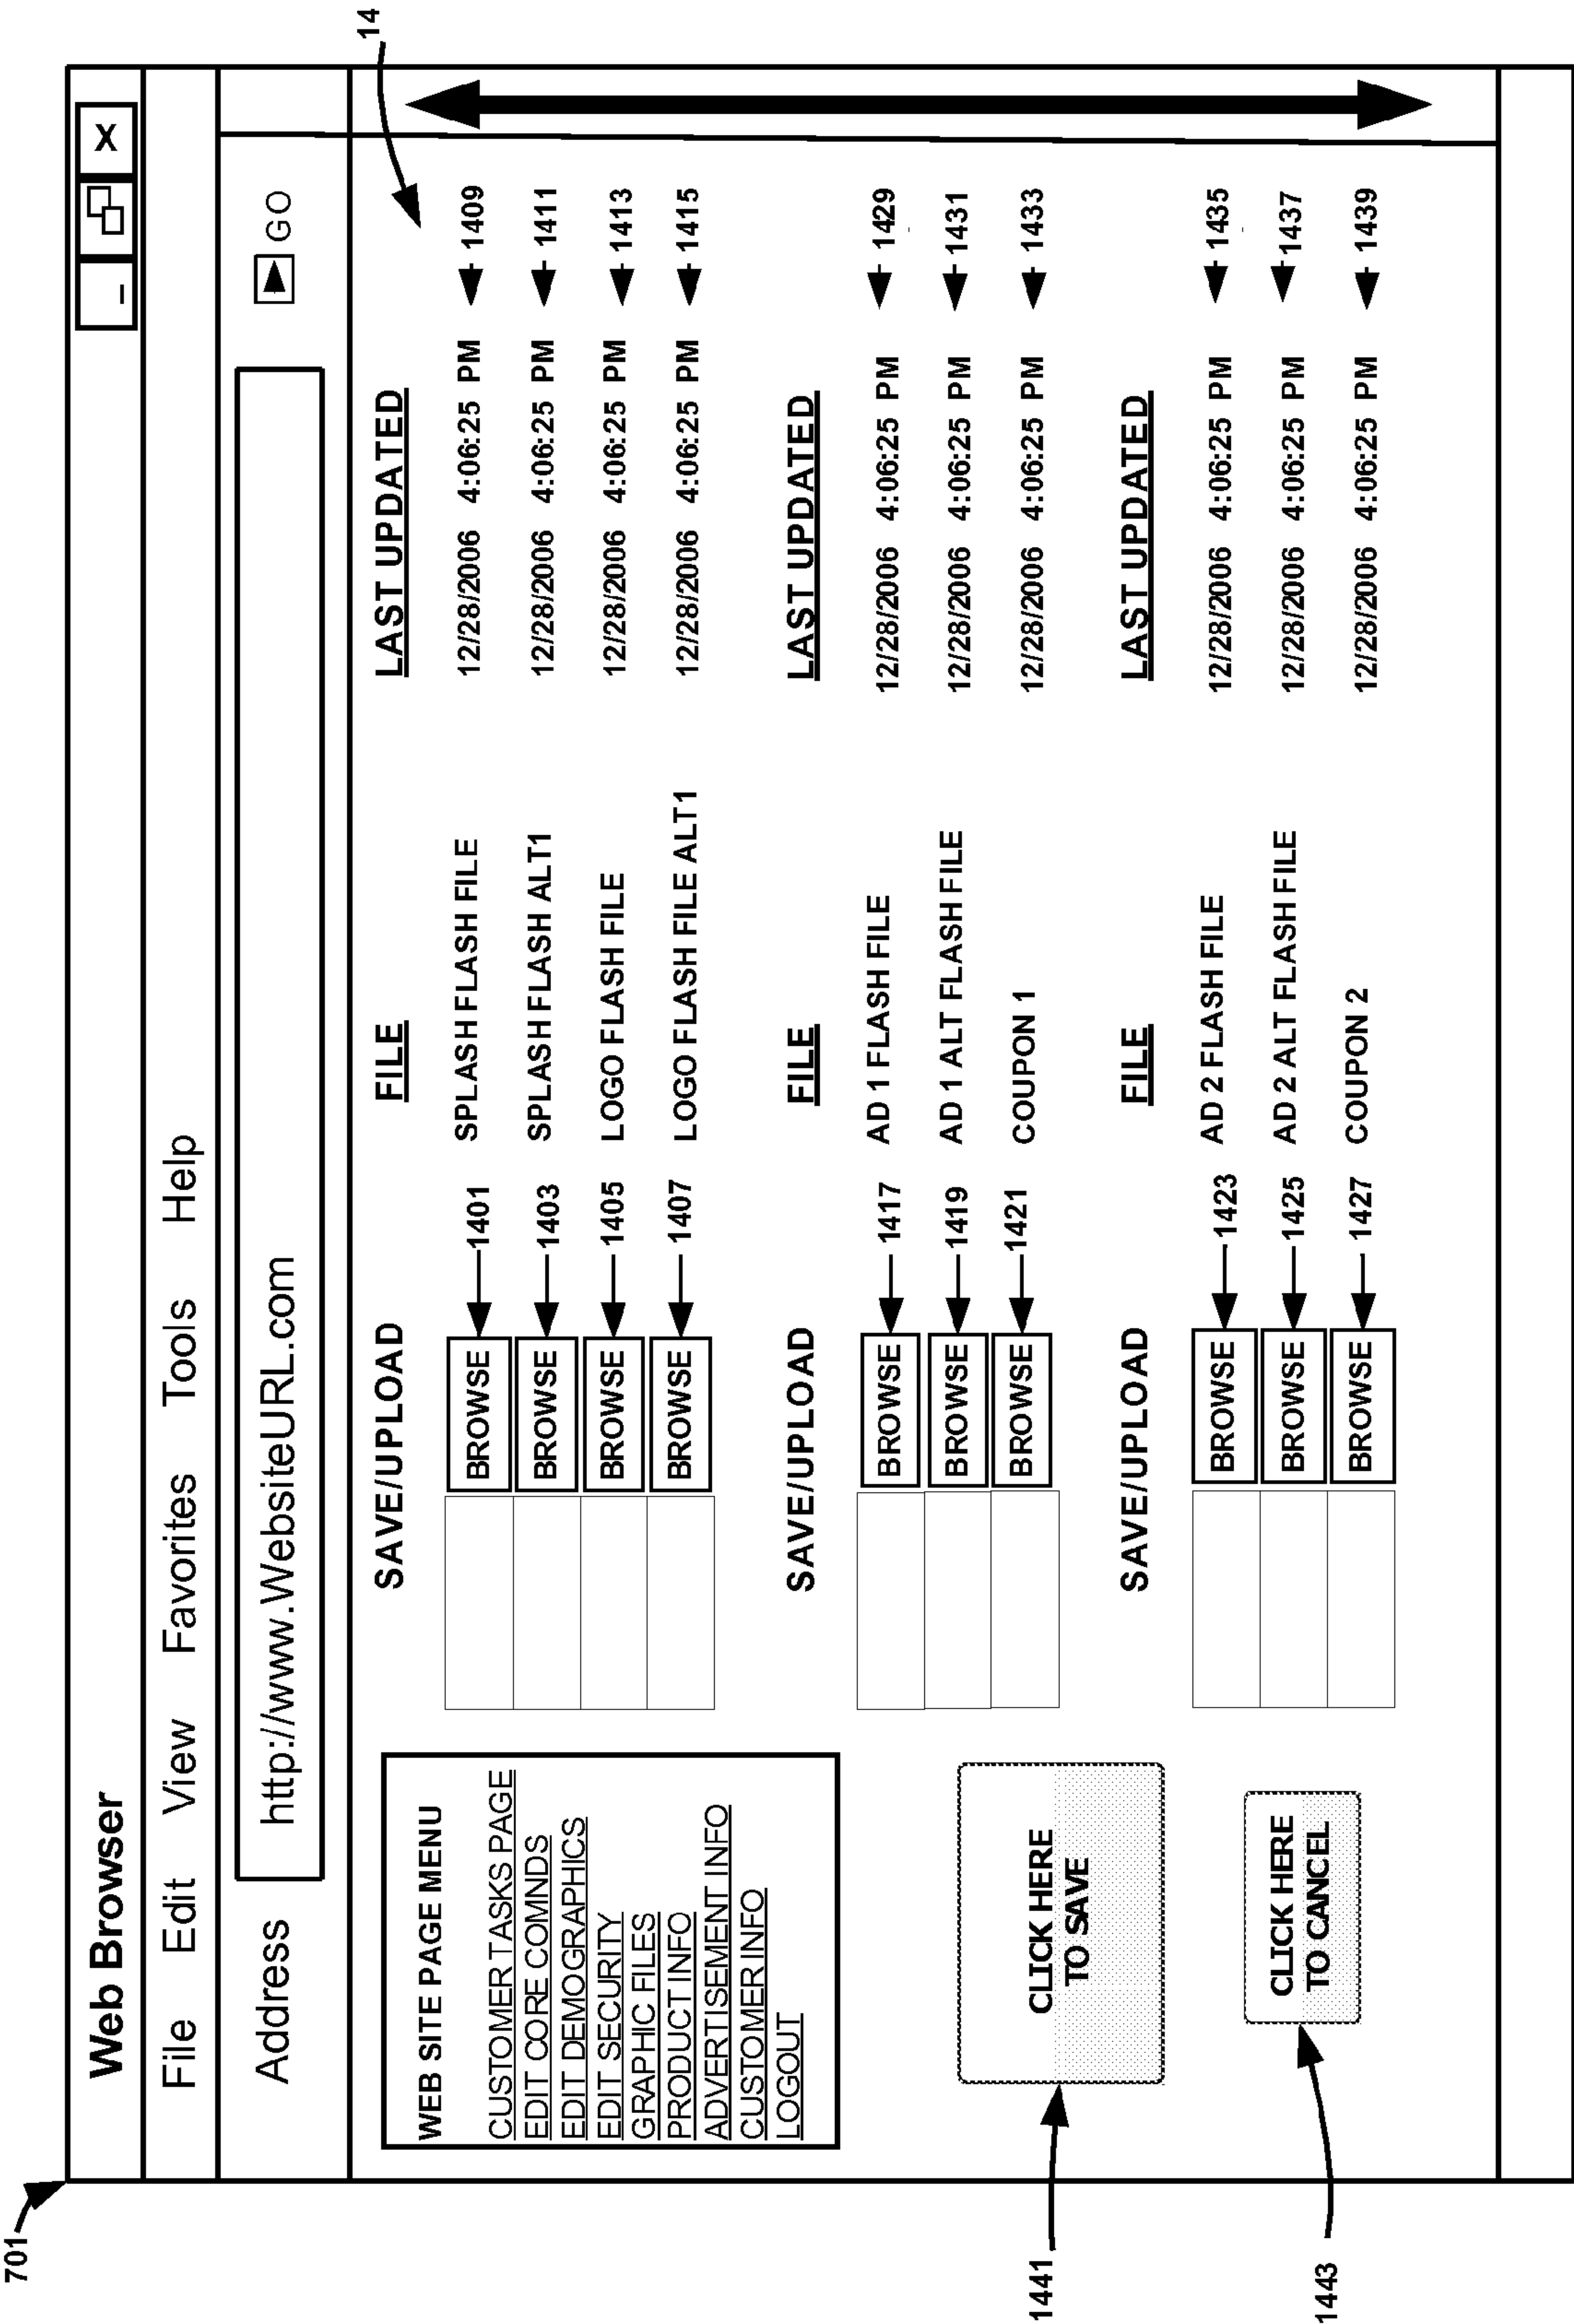 701
Web Browser
_ X
File Edit View Favorites Tools Help
Address http://www.WebsiteURL.com GO
14
WEB SITE PAGE MENU
CUSTOMER TASKS PAGE
EDIT CORE COMNDS
EDIT DEMOGRAPHICS
EDIT SECURITY
GRAPHIC FILES
PRODUCT INFO
ADVERTISEMENT INFO
CUSTOMER INFO
LOGOUT
SAVE/UPLOAD FILE LAST UPDATED
BROWSE 1401 SPLASH FLASH FILE 12/28/2006 4:06:25 PM 1409
BROWSE 1403 SPLASH FLASH ALT1 12/28/2006 4:06:25 PM 1411
BROWSE 1405 LOGO FLASH FILE 12/28/2006 4:06:25 PM 1413
BROWSE 1407 LOGO FLASH FILE ALT1 12/28/2006 4:06:25 PM 1415
SAVE/UPLOAD FILE LAST UPDATED
BROWSE 1417 AD 1 FLASH FILE 12/28/2006 4:06:25 PM 1429
BROWSE 1419 AD 1 ALT FLASH FILE 12/28/2006 4:06:25 PM 1431
BROWSE 1421 COUPON 1 12/28/2006 4:06:25 PM 1433
SAVE/UPLOAD FILE LAST UPDATED
BROWSE 1423 AD 2 FLASH FILE 12/28/2006 4:06:25 PM 1435
BROWSE 1425 AD 2 ALT FLASH FILE 12/28/2006 4:06:25 PM 1437
BROWSE 1427 COUPON 2 12/28/2006 4:06:25 PM 1439
CLICK HERE
TO SAVE
1441
CLICK HERE
TO CANCEL
1443